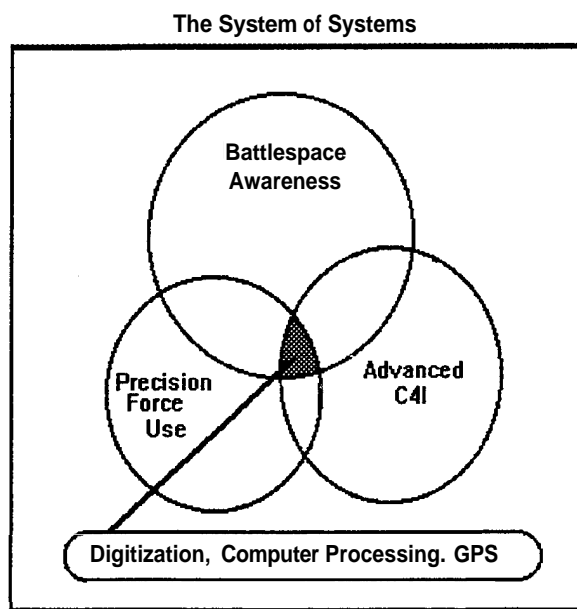 The System of Systems
Battlespace
Awareness
Precision
Force
Use
Advanced
C4I
Digitization, Computer Processing. GPS